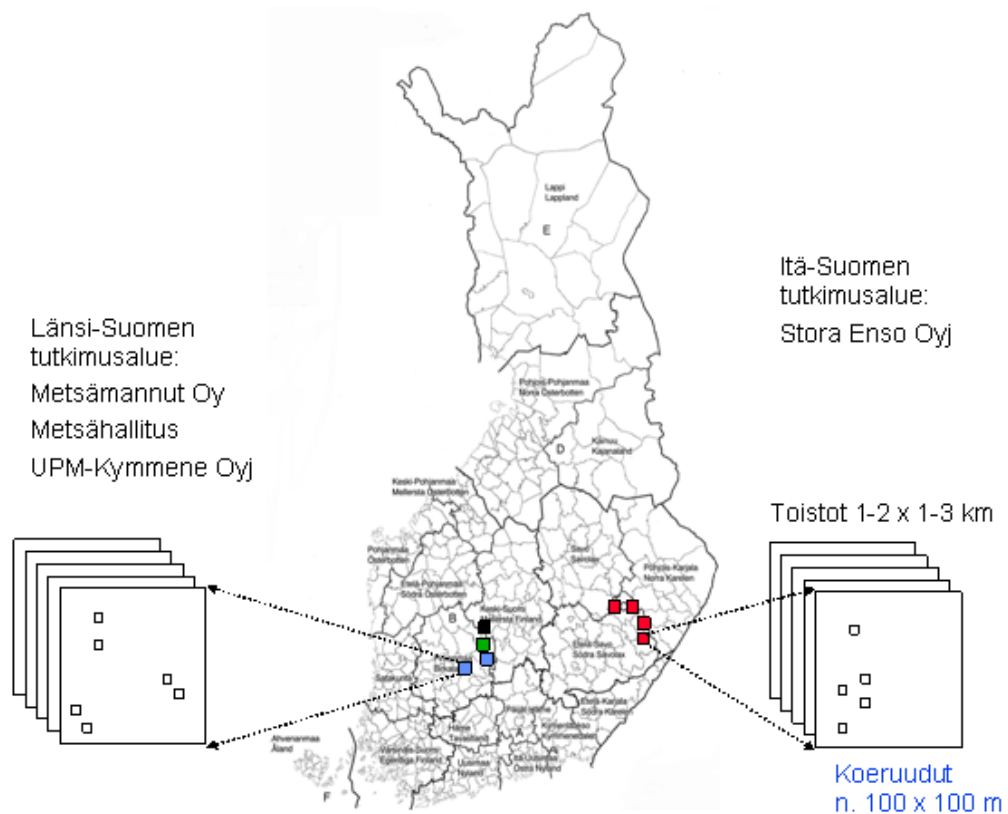 Lappi
Lappland
E
Itä-Suomen
tutkimusalue:
Stora Enso Oyj
Länsi-Suomen
tutkimusalue:
Metsämannut Oy
Metsähallitus
UPM-Kymmene Oyj
Pohjois-Pohjanmaa
Norra Österbotten
D
Kainuu
Kajanaland
Keski-Pohjanmaa
Mellersta Österbotten
Toistot 1-2 x 1-3 km
Pohjanmaa
Österbotten
Savo
Pohjois-Karjala
Norra Karelen
Etelä-Pohjanmaa
Södra Österbotten
B
Keski-Suomi
Mellersta Finland
Etelä-Savo
Södra Savolax
Satakunta
Etelä-Karjala
Södra Karelen
Häme
Tavastland
A
Kymmenedalen
Ahvenanmaa
Åland
Varsinais-Suomi
Egentliga Finland
Uusimaa
Nyland
Itä-Uusimaa
Östra Nyland
F
Koeruudut
n. 100 x 100 m